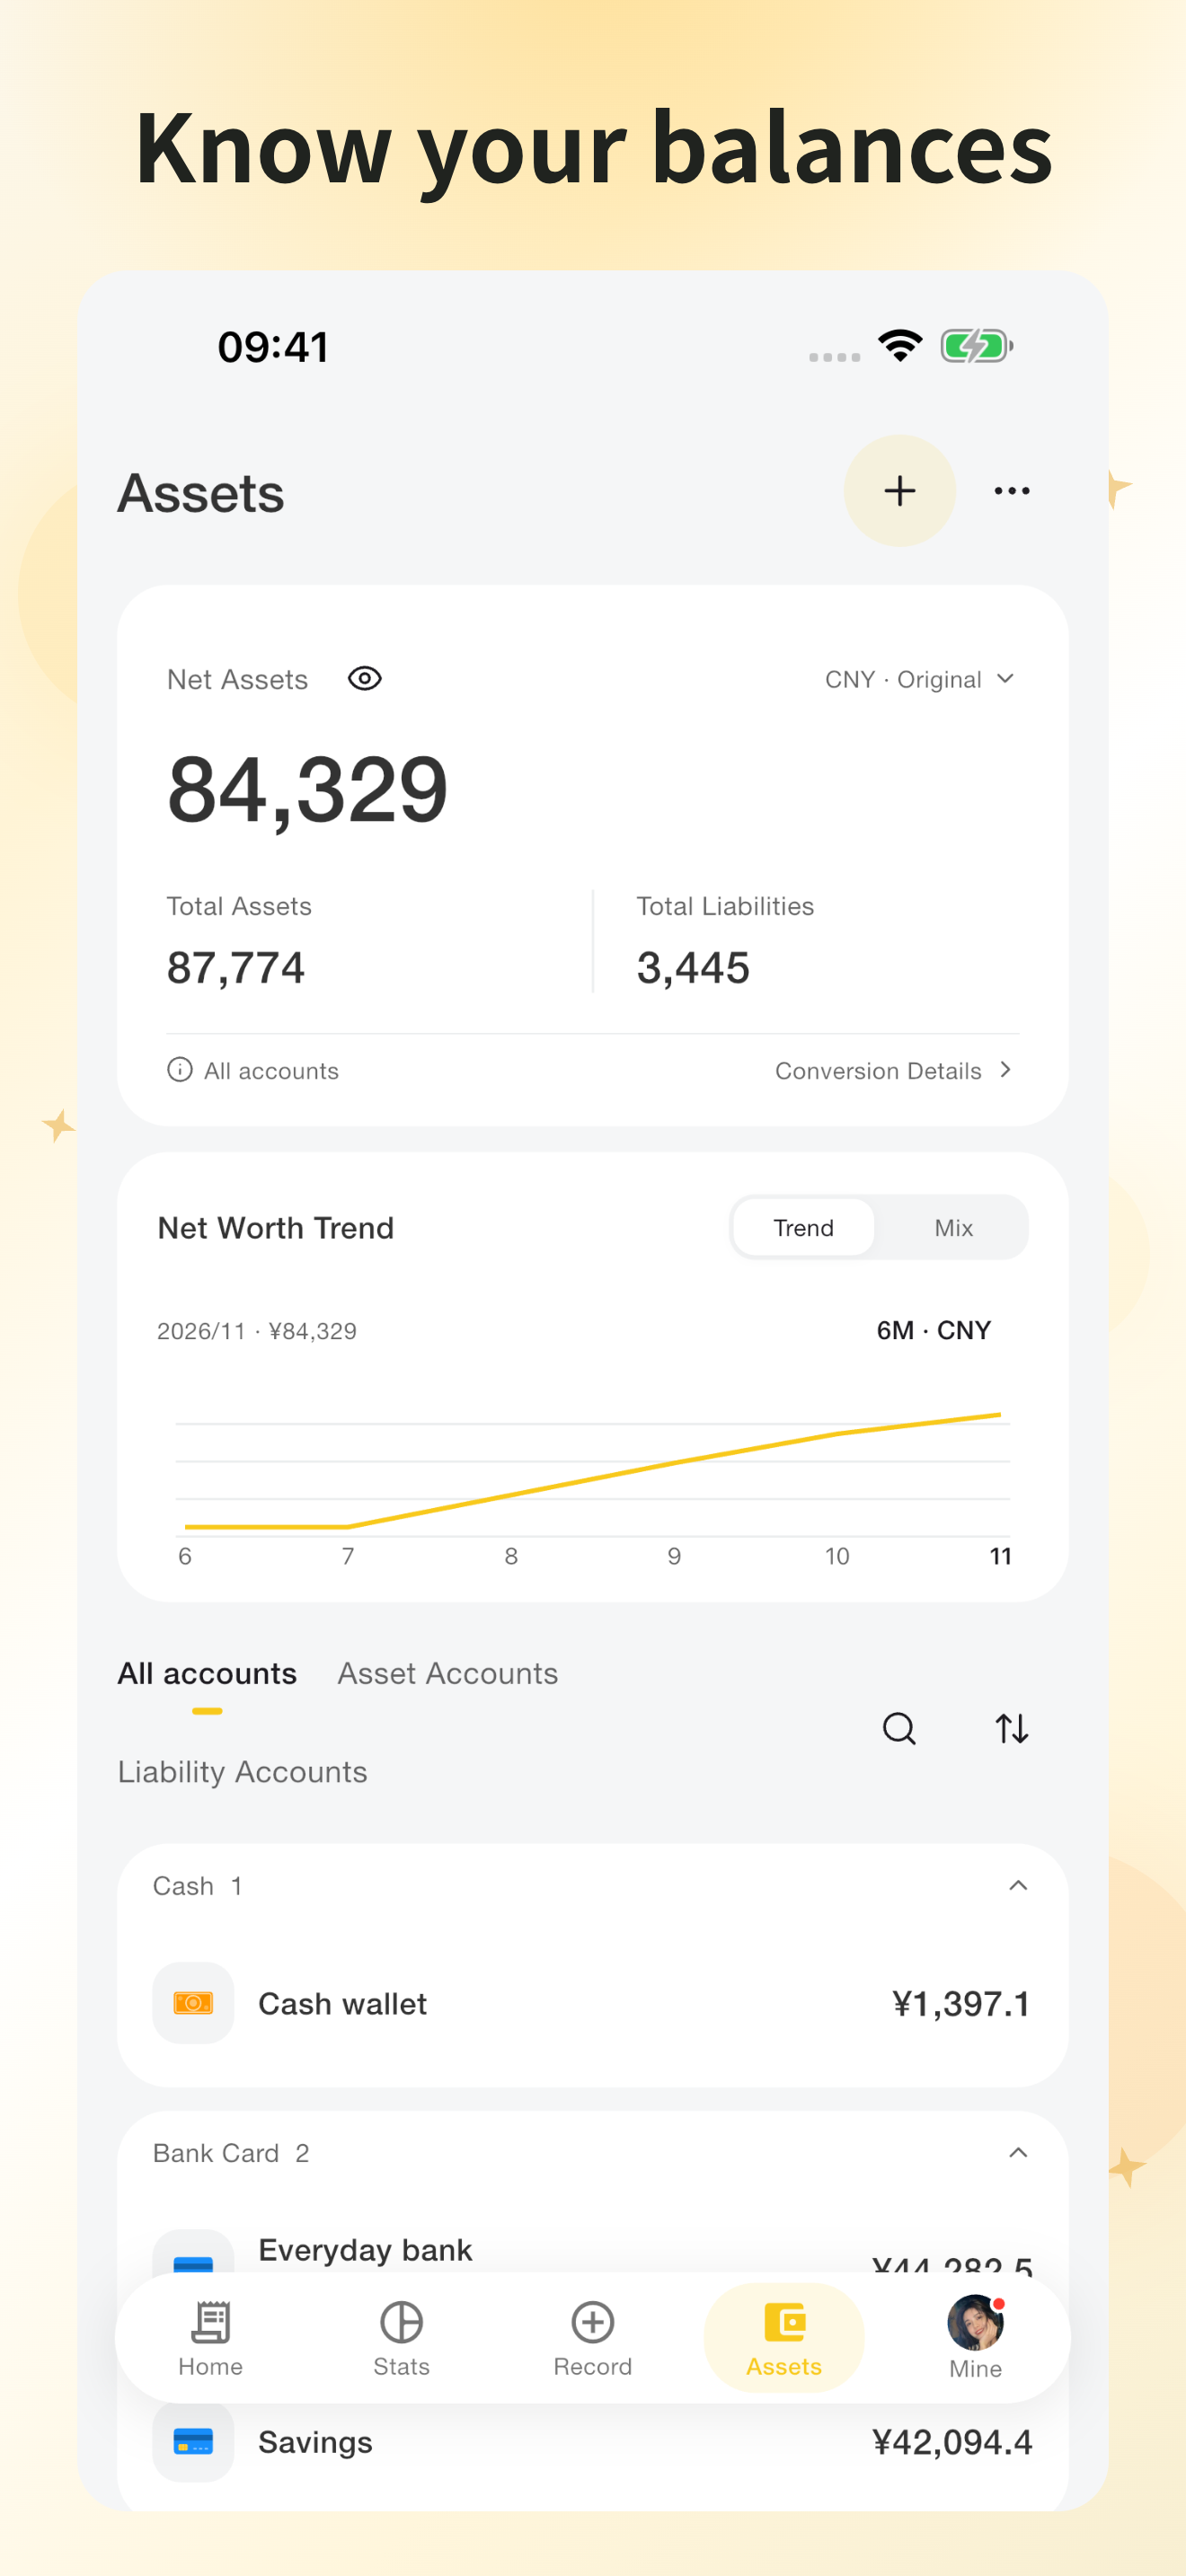 Know your balances
09:41
Assets
Net Assets
CNY · Original
84,329
Total Assets
Total Liabilities
87,774
3,445
All accounts
Conversion Details
Net Worth Trend
Trend
Mix
2026/11 · ¥84,329
6M · CNY
6 7 8 9 10 11
All accounts
Asset Accounts
Liability Accounts
Cash 1
Cash wallet
¥1,397.1
Bank Card 2
Everyday bank
¥44,282.5
Home
Stats
Record
Assets
Mine
Savings
¥42,094.4